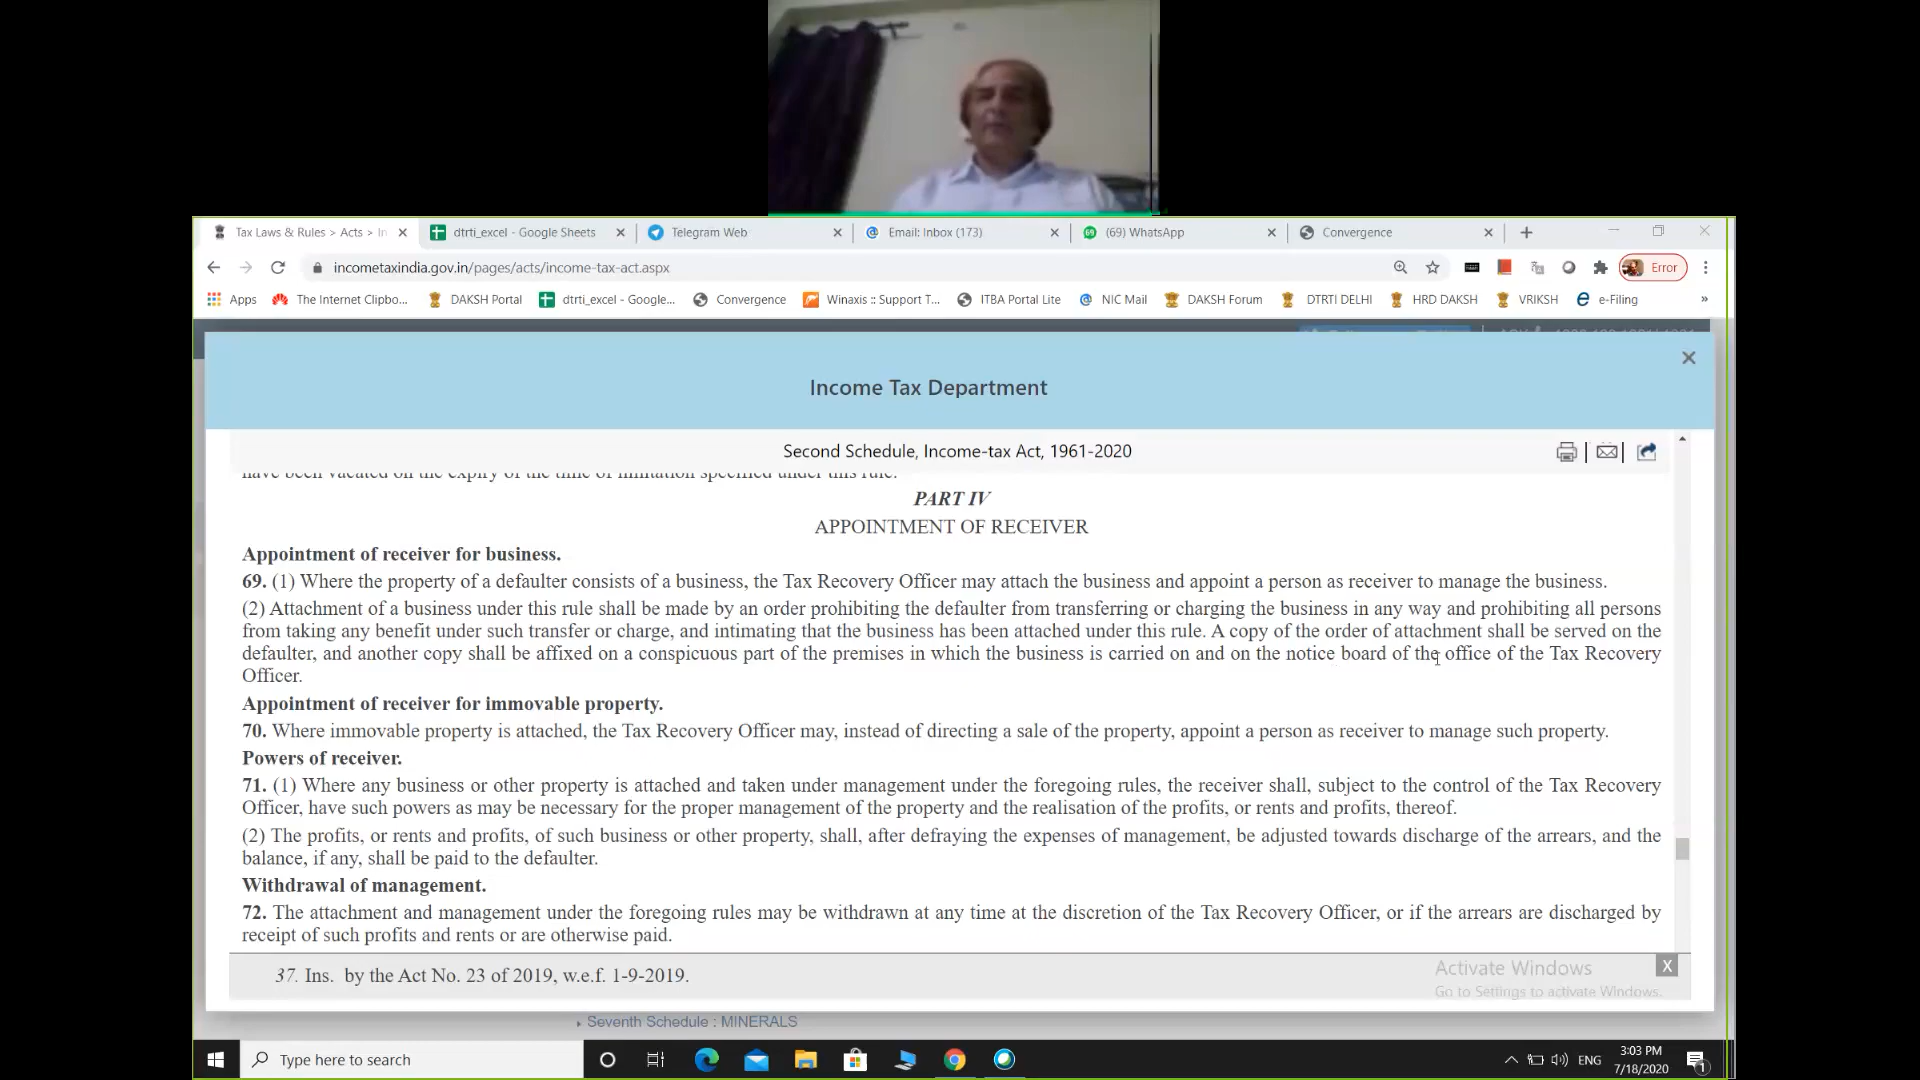 Tax Laws & Rules > Acts > In
dtrti_excel - Google Sheets
Telegram Web
Email: Inbox (173)
(69) WhatsApp
Convergence
incometaxindia.gov.in/pages/acts/income-tax-act.aspx
Error
Apps
The Internet Clipbo...
DAKSH Portal
dtrti_excel - Google...
Convergence
Winaxis :: Support T...
ITBA Portal Lite
NIC Mail
DAKSH Forum
DTRTI DELHI
HRD DAKSH
VRIKSH
e-Filing
»
Income Tax Department
Second Schedule, Income-tax Act, 1961-2020
have been vacated on the expiry of the time of limitation specified under this rule.
PART IV
APPOINTMENT OF RECEIVER
Appointment of receiver for business.
69. (1) Where the property of a defaulter consists of a business, the Tax Recovery Officer may attach the business and appoint a person as receiver to manage the business.
(2) Attachment of a business under this rule shall be made by an order prohibiting the defaulter from transferring or charging the business in any way and prohibiting all persons
from taking any benefit under such transfer or charge, and intimating that the business has been attached under this rule. A copy of the order of attachment shall be served on the
defaulter, and another copy shall be affixed on a conspicuous part of the premises in which the business is carried on and on the notice board of the office of the Tax Recovery
Officer.
Appointment of receiver for immovable property.
70. Where immovable property is attached, the Tax Recovery Officer may, instead of directing a sale of the property, appoint a person as receiver to manage such property.
Powers of receiver.
71. (1) Where any business or other property is attached and taken under management under the foregoing rules, the receiver shall, subject to the control of the Tax Recovery
Officer, have such powers as may be necessary for the proper management of the property and the realisation of the profits, or rents and profits, thereof.
(2) The profits, or rents and profits, of such business or other property, shall, after defraying the expenses of management, be adjusted towards discharge of the arrears, and the
balance, if any, shall be paid to the defaulter.
Withdrawal of management.
72. The attachment and management under the foregoing rules may be withdrawn at any time at the discretion of the Tax Recovery Officer, or if the arrears are discharged by
receipt of such profits and rents or are otherwise paid.
37. Ins. by the Act No. 23 of 2019, w.e.f. 1-9-2019.
X
Activate Windows
Go to Settings to activate Windows.
Seventh Schedule : MINERALS
Type here to search
ENG
3:03 PM
7/18/2020
1